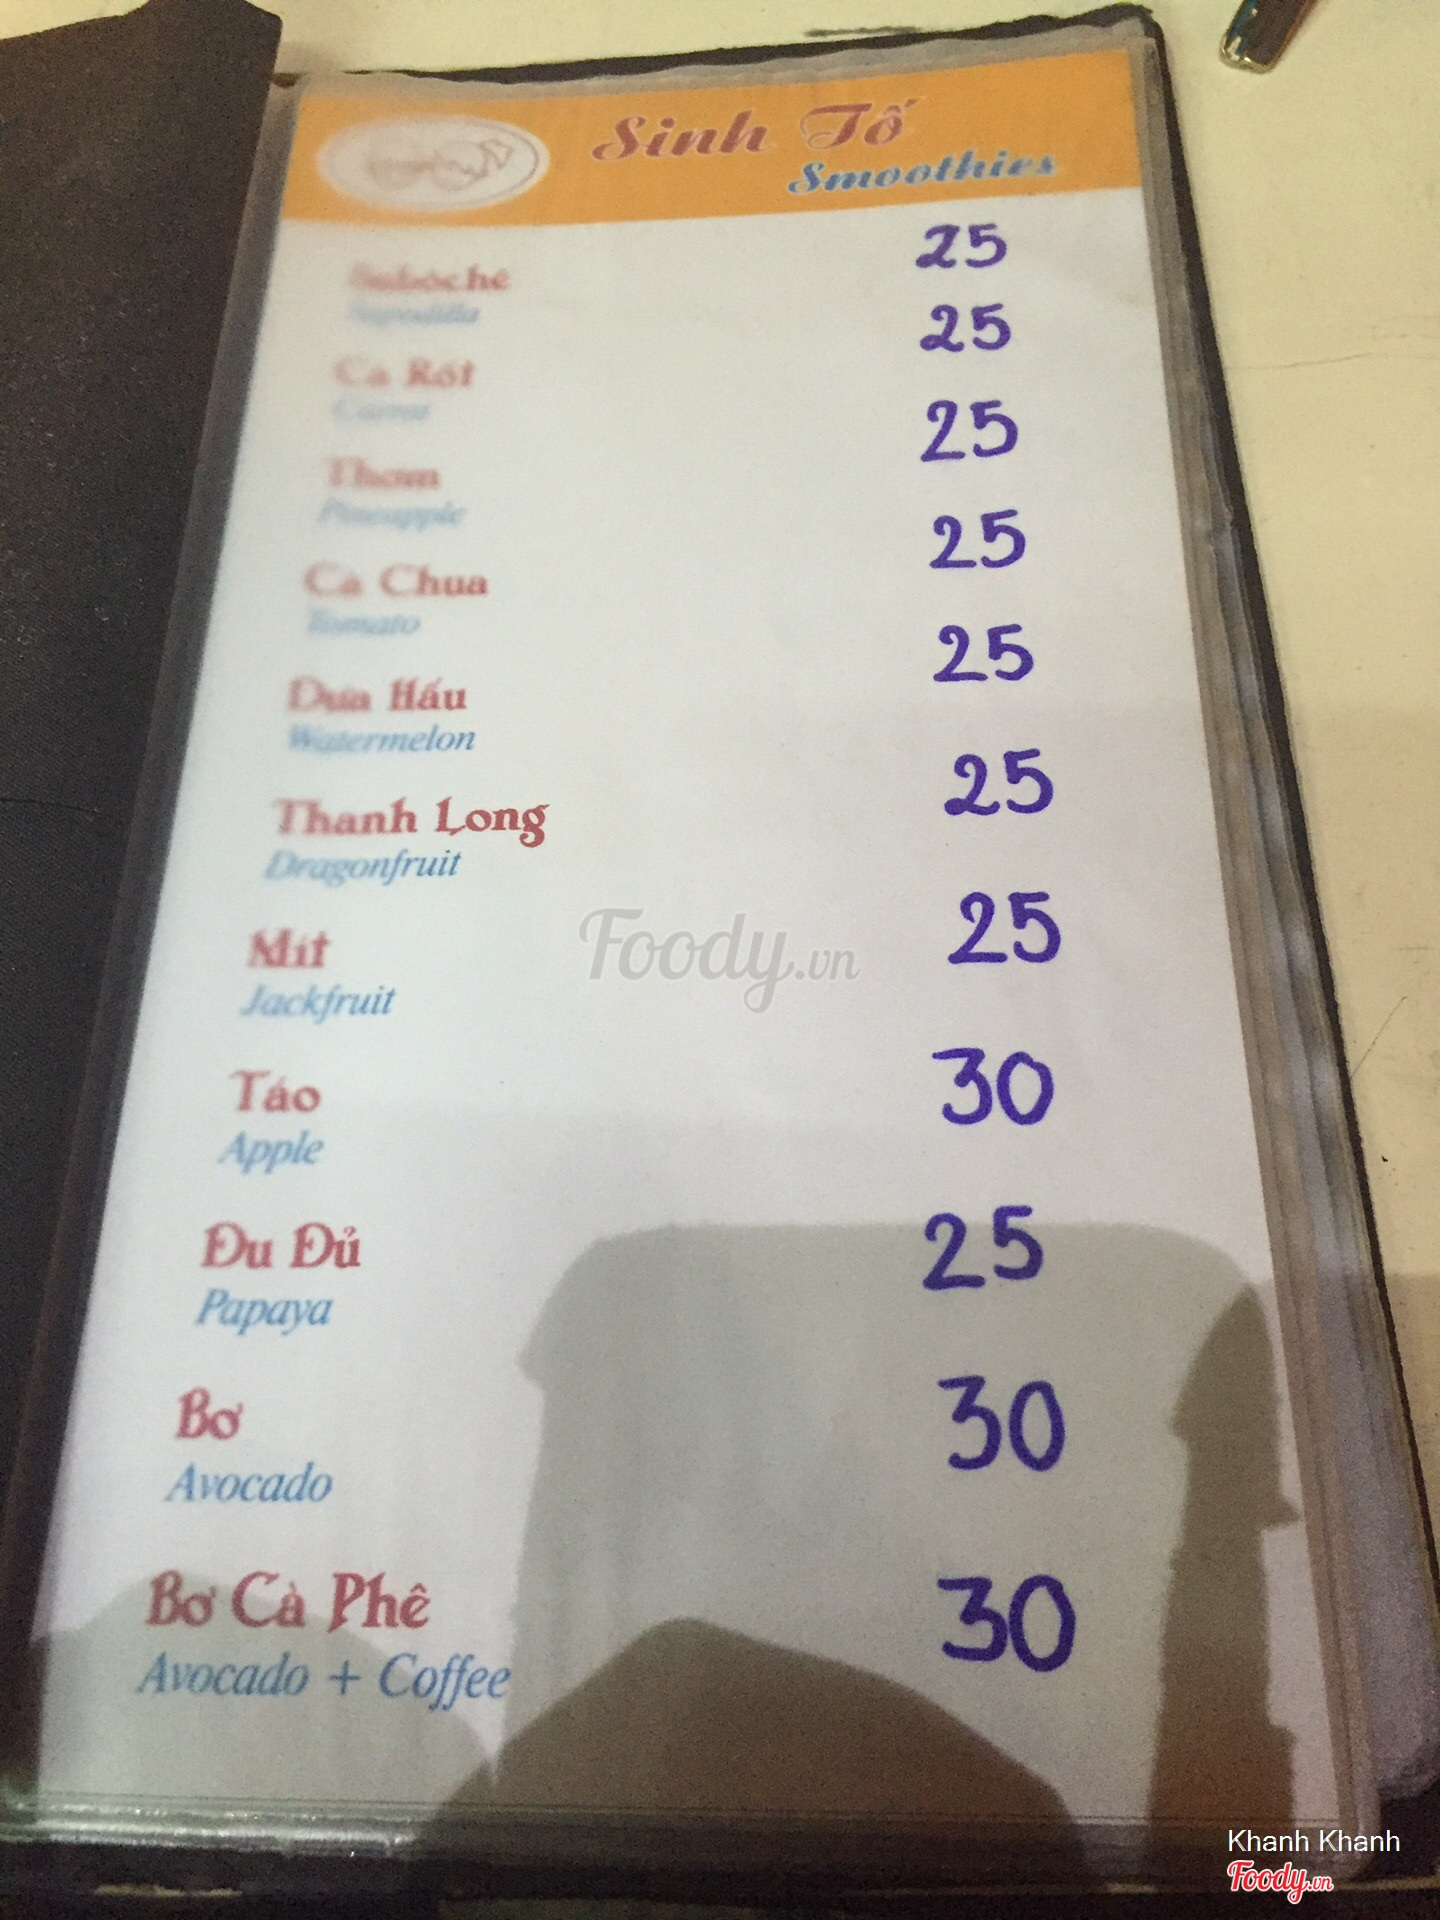 Sinh Tố
Smoothies
Sabôchê 25
Sapodilla
Cà Rốt 25
Carrot
Thơm 25
Pineapple
Cà Chua 25
Tomato
Dưa Hấu 25
Watermelon
Thanh Long 25
Dragonfruit
Mít 25
Jackfruit
Táo 30
Apple
Đu Đủ 25
Papaya
Bơ 30
Avocado
Bơ Cà Phê 30
Avocado + Coffee
Foody.vn
Khanh Khanh
Foody.vn